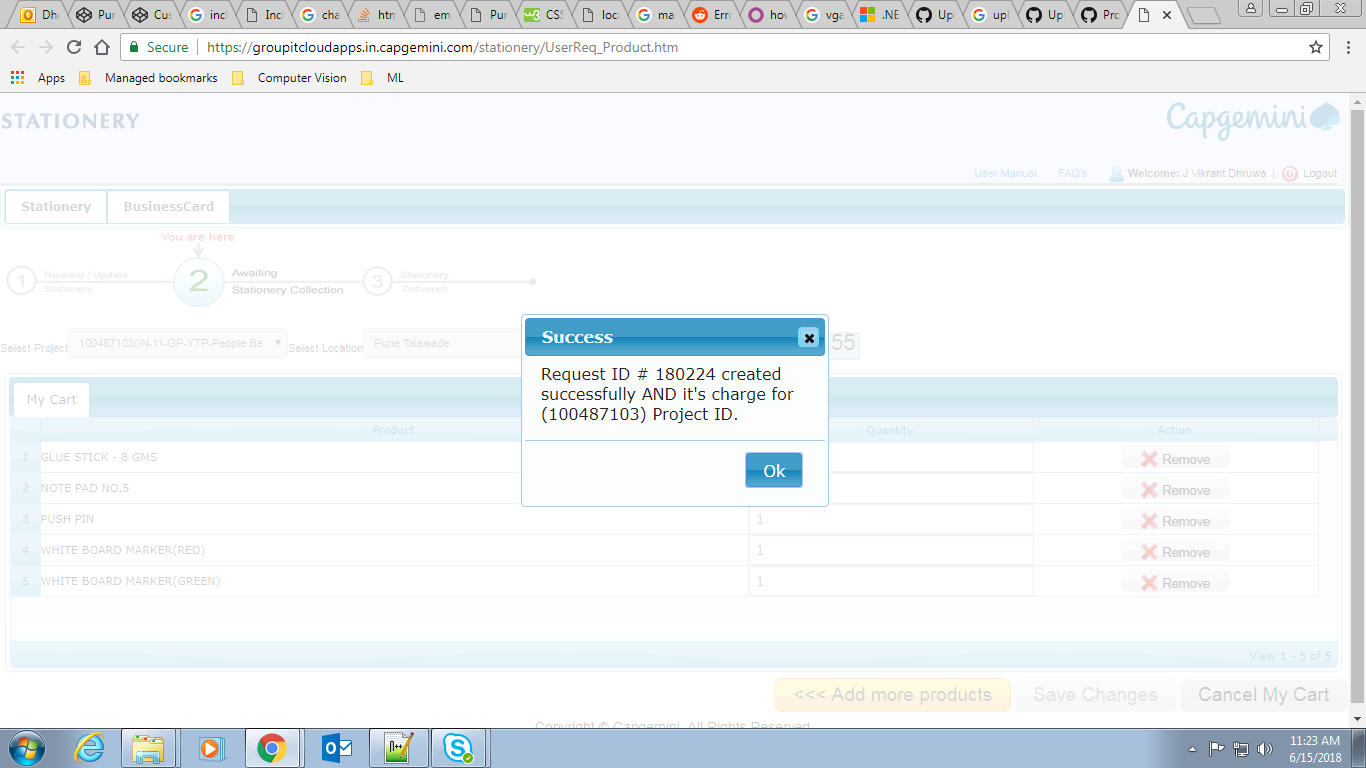 Dh
Pur
Cus
incl
Incl
cha
htn
em
Pur
CSS
loca
ma
Erro
hov
vga
.NE
Up
upl
Up
Pro
Secure
https://groupitcloudapps.in.capgemini.com/stationery/UserReq_Product.htm
Apps
Managed bookmarks
Computer Vision
ML
STATIONERY
Capgemini
User Manual
FAQ's
Welcome: J Vikrant Dhruwa
|
Logout
Stationery
BusinessCard
You are here
1
Request / Update
Stationery
2
Awaiting
Stationery Collection
3
Stationery
Delivered
Select Project
100487103(IN-11-GP-YTP-People Be
Select Location
Pune Talawade
55
Success
Request ID # 180224 created
successfully AND it's charge for
(100487103) Project ID.
Ok
My Cart
Product
Quantity
Action
1 GLUE STICK - 8 GMS
Remove
2 NOTE PAD NO.5
Remove
3 PUSH PIN
1
Remove
4 WHITE BOARD MARKER(RED)
1
Remove
5 WHITE BOARD MARKER(GREEN)
1
Remove
View 1 - 5 of 5
<<< Add more products
Save Changes
Cancel My Cart
Copyright © Capgemini. All Rights Reserved
11:23 AM
6/15/2018